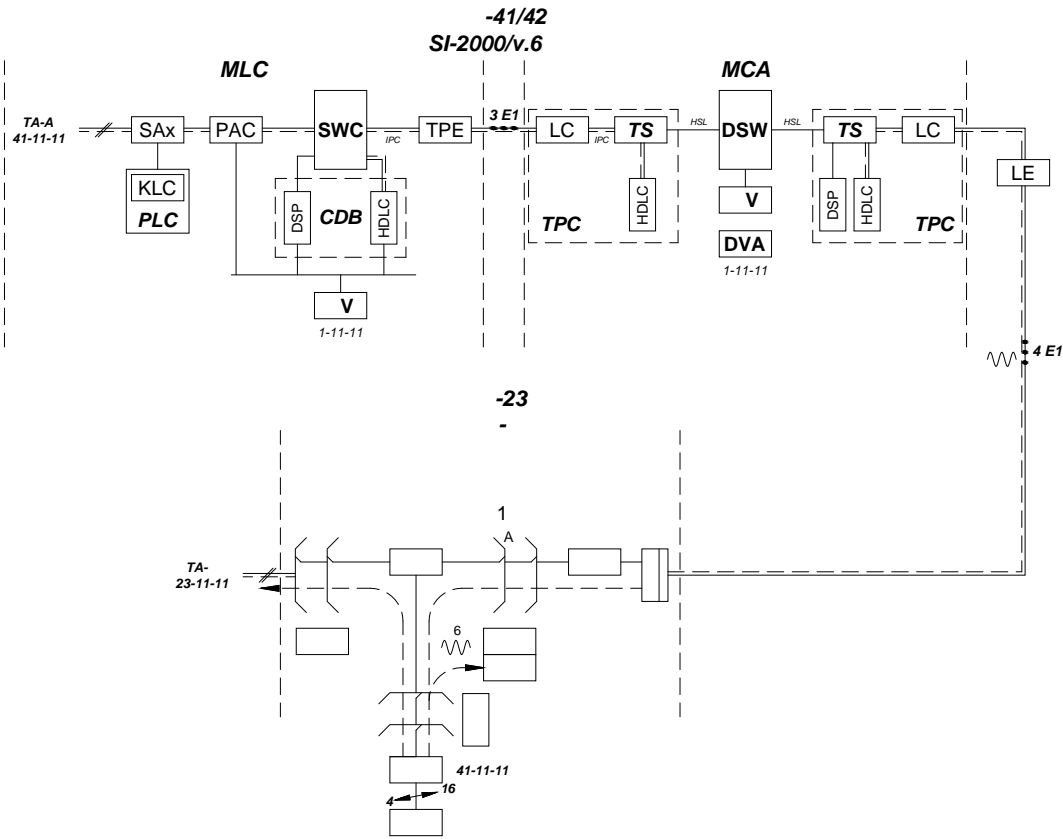 -41/42
SI-2000/v.6
MLC
MCA
TA-A
41-11-11
SAx
PAC
SWC
IPC
TPE
3 E1
LC
IPC
TS
HSL
DSW
HSL
TS
LC
KLC
PLC
DSP
CDB
HDLC
HDLC
V
DSP
HDLC
LE
TPC
DVA
TPC
1-11-11
V
1-11-11
4 E1
-23
-
1
A
TA-
23-11-11
6
41-11-11
16
4